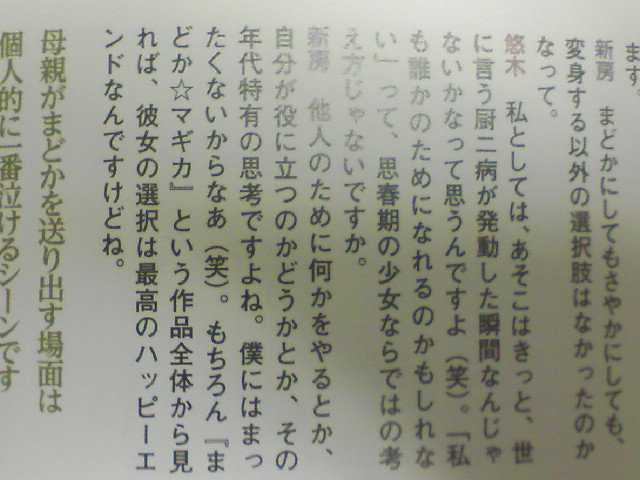 ます。
新房　まどかにしてもさやかにしても、
変身する以外の選択肢はなかったのか
なって。
悠木　私としては、あそこはきっと、世
に言う厨二病が発動した瞬間なんじゃ
ないかなって思うんですよ（笑）。「私
も誰かのためになれるのかもしれな
い」って、思春期の少女ならではの考
え方じゃないですか。
新房　他人のために何かをやるとか、
自分が役に立つのかどうかとか、その
年代特有の思考ですよね。僕にはまっ
たくないからなあ（笑）。もちろん『ま
どか☆マギカ』という作品全体から見
れば、彼女の選択は最高のハッピーエ
ンドなんですけどね。
母親がまどかを送り出す場面は
個人的に一番泣けるシーンです